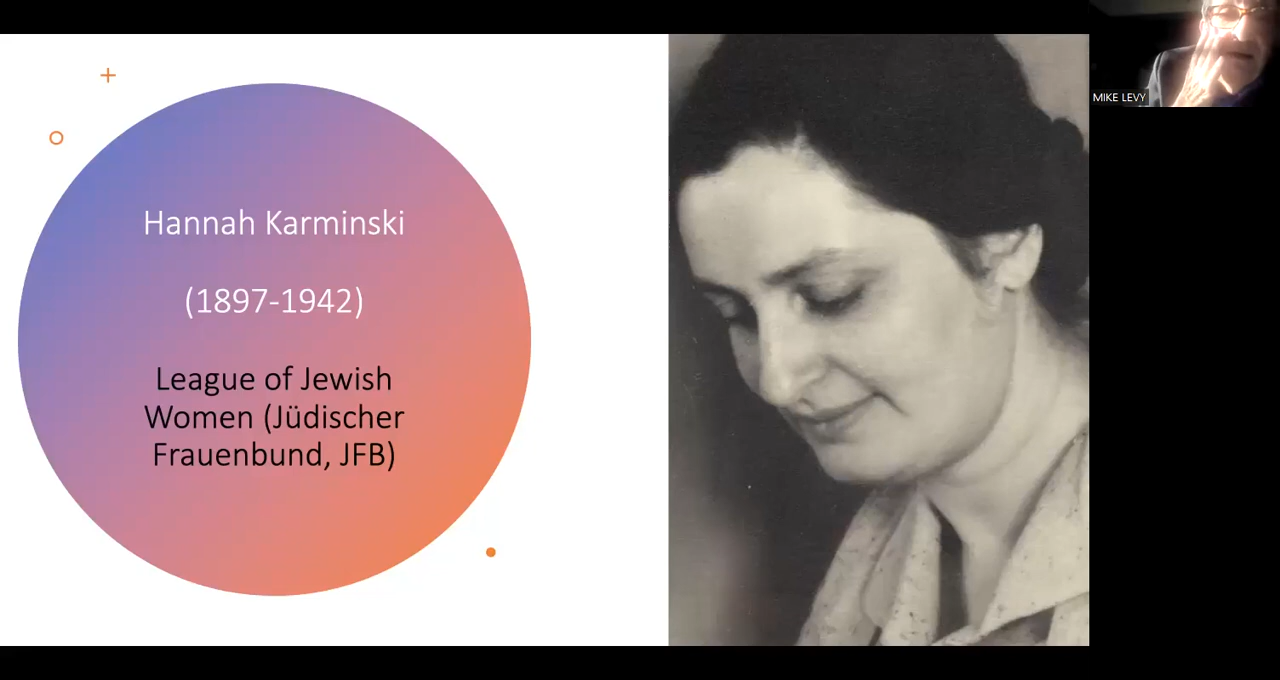 Hannah Karminski
(1897-1942)
League of Jewish
Women (Jüdischer
Frauenbund, JFB)
MIKE LEVY